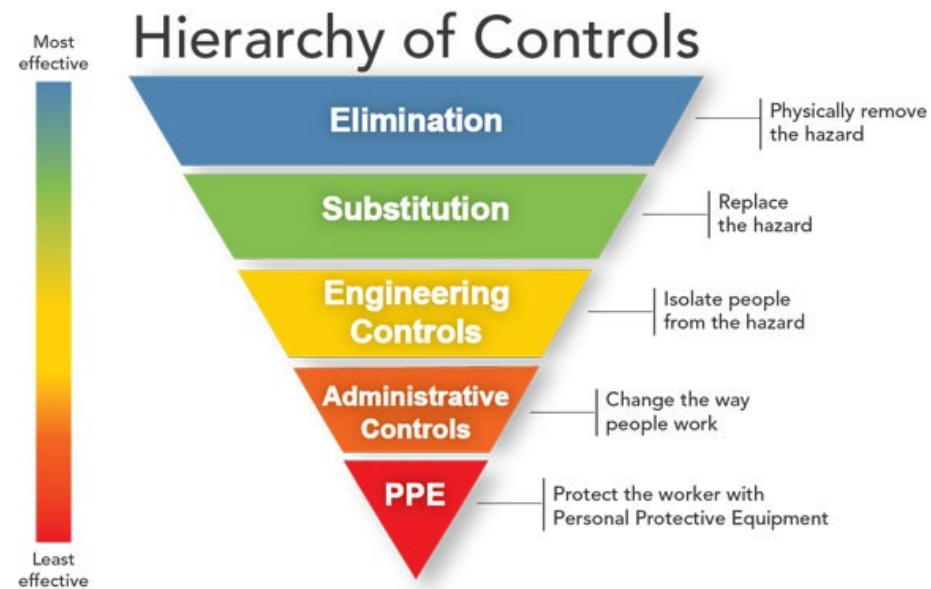 Hierarchy of Controls
Most
effective
Elimination
Physically remove
the hazard
Substitution
Replace
the hazard
Engineering
Controls
Isolate people
from the hazard
Administrative
Controls
Change the way
people work
PPE
Protect the worker with
Personal Protective Equipment
Least
effective